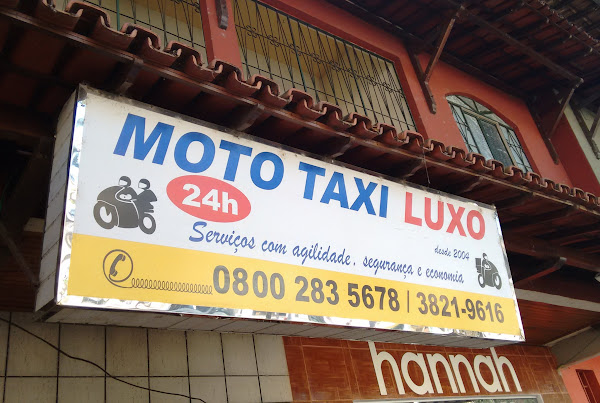 MOTO TAXI LUXO
24h
desde 2004
Serviços com agilidade, segurança e economia
0800 283 5678 | 3821-9616
hannah